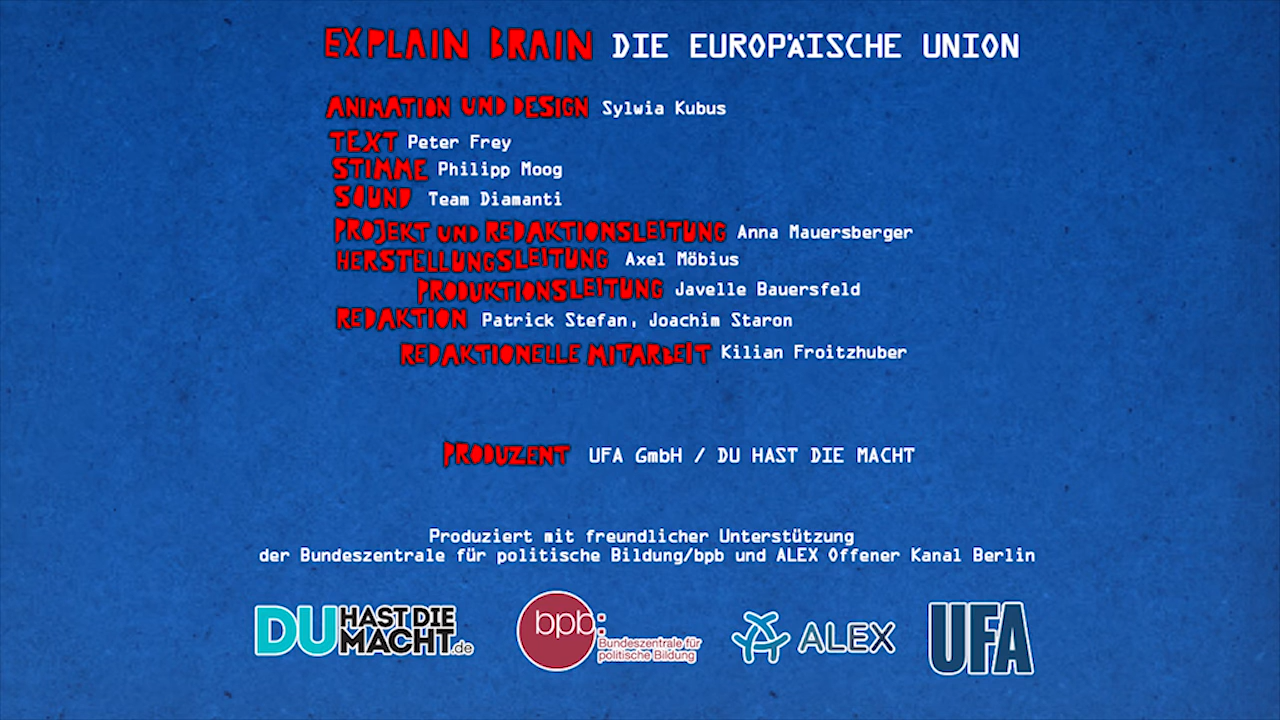 EXPLAIN BRAIN DIE EUROPÄISCHE UNION
ANIMATION UND DESIGN Sylwia Kubus
TEXT Peter Frey
STIMME Philipp Moog
SOUND Team Diamanti
PROJEKT UND REDAKTIONSLEITUNG Anna Mauersberger
HERSTELLUNGSLEITUNG Axel Möbius
PRODUKTIONSLEITUNG Javelle Bauersfeld
REDAKTION Patrick Stefan, Joachim Staron
REDAKTIONELLE MITARBEIT Kilian Froitzhuber
PRODUZENT UFA GmbH / DU HAST DIE MACHT
Produziert mit freundlicher Unterstützung
der Bundeszentrale für politische Bildung/bpb und ALEX Offener Kanal Berlin
DU HAST DIE
MACHT.de
bpb:
Bundeszentrale für
politische Bildung
ALEX
UFA